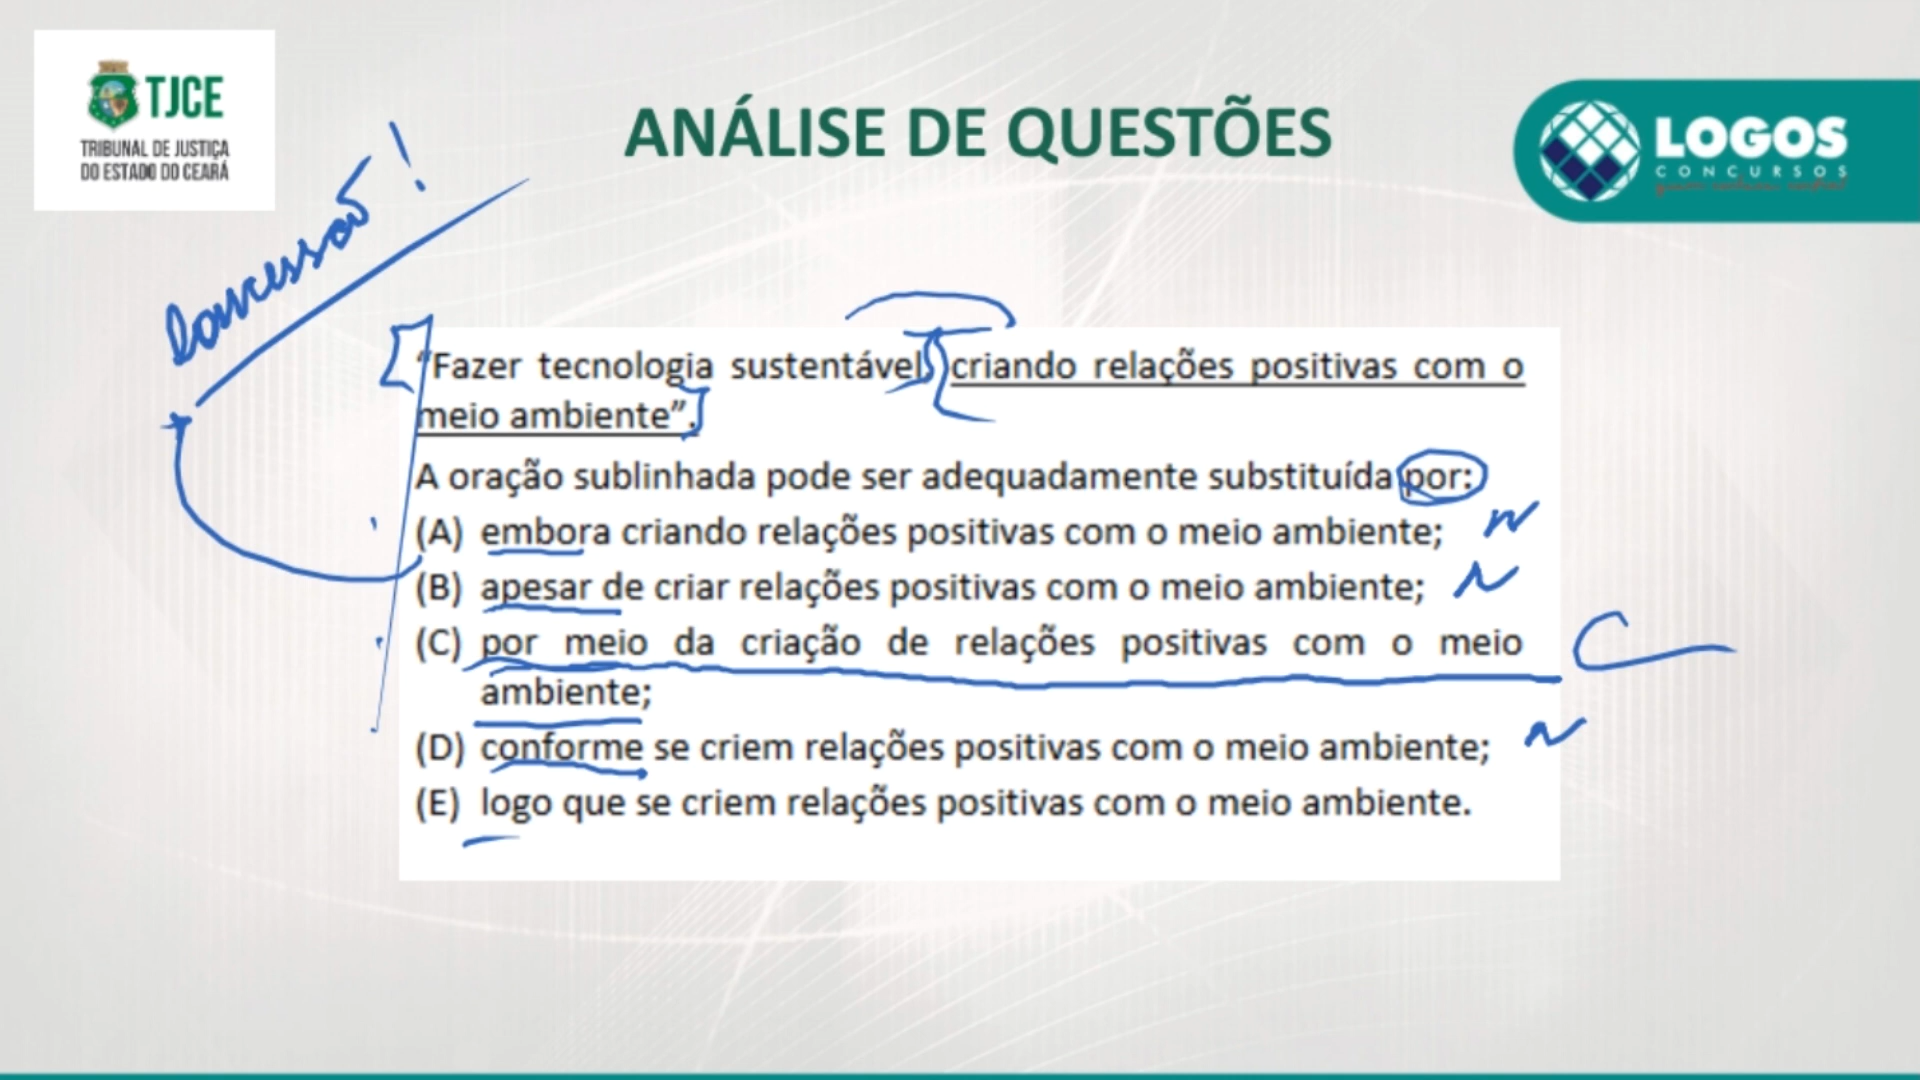 TJCE
TRIBUNAL DE JUSTIÇA
DO ESTADO DO CEARÁ
ANÁLISE DE QUESTÕES
LOGOS
CONCURSOS
Concessão!
“Fazer tecnologia sustentável, criando relações positivas com o
meio ambiente”.
A oração sublinhada pode ser adequadamente substituída por:
(A) embora criando relações positivas com o meio ambiente; N
(B) apesar de criar relações positivas com o meio ambiente; N
(C) por meio da criação de relações positivas com o meio C
ambiente;
(D) conforme se criem relações positivas com o meio ambiente; N
(E) logo que se criem relações positivas com o meio ambiente.